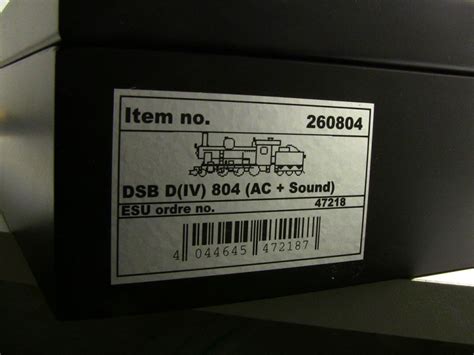 Item no. 260804
DSB D(IV) 804 (AC + Sound)
ESU ordre no. 47218
4 044645 472187